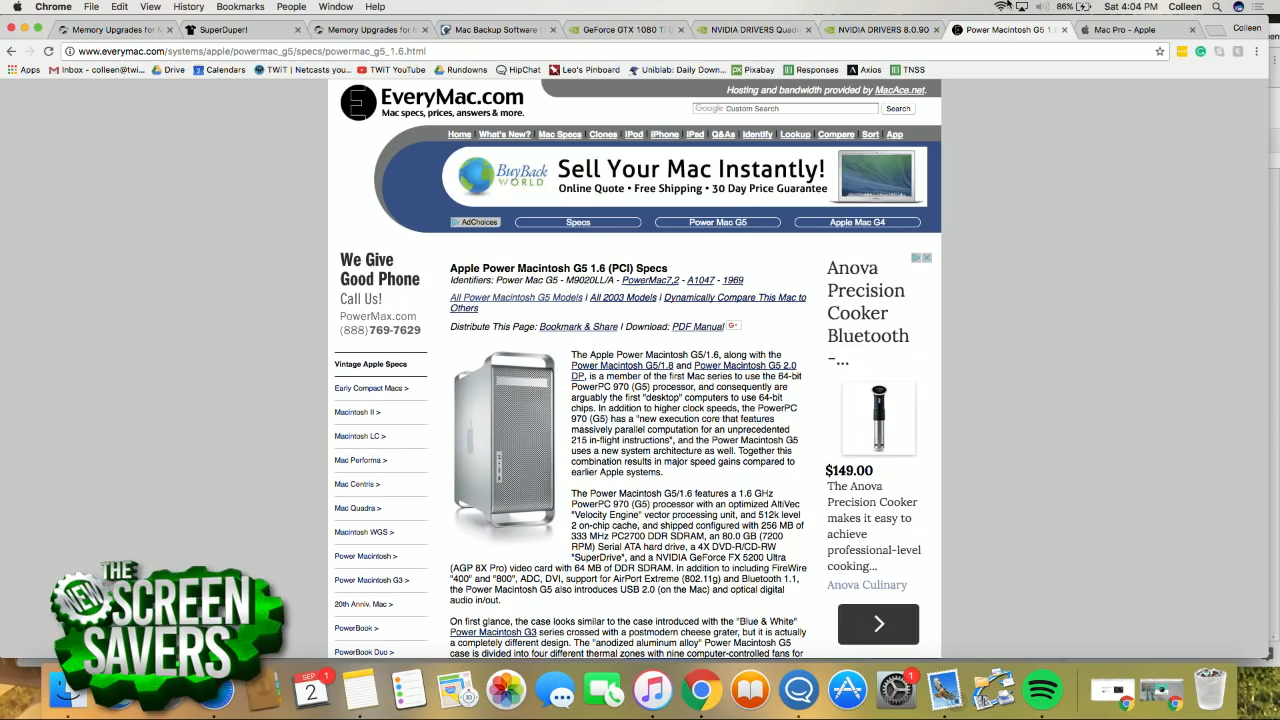 Chrome File Edit View History Bookmarks People Window Help 86% Sat 4:04 PM Colleen
Memory Upgrades for M SuperDuper! Memory Upgrades for M Mac Backup Software | GeForce GTX 1080 Ti G NVIDIA DRIVERS Quadr NVIDIA DRIVERS 8.0.90 Power Macintosh G5 1.6 Mac Pro - Apple Colleen
www.everymac.com/systems/apple/powermac_g5/specs/powermac_g5_1.6.html
Apps Inbox - colleen@twi... Drive Calendars TWiT | Netcasts you... TWiT YouTube Rundowns HipChat Leo's Pinboard Uniblab: Daily Down... Pixabay Responses Axios TNSS
Hosting and bandwidth provided by MacAce.net.
EveryMac.com
Mac specs, prices, answers & more.
Google Custom Search Search
Home What's New? Mac Specs Clones iPod iPhone iPad Q&As Identify Lookup Compare Sort App
BuyBack WORLD
Sell Your Mac Instantly!
Online Quote • Free Shipping • 30 Day Price Guarantee
AdChoices Specs Power Mac G5 Apple Mac G4
We Give
Good Phone
Call Us!
PowerMax.com
(888) 769-7629
Vintage Apple Specs
Early Compact Macs >
Macintosh II >
Macintosh LC >
Mac Performa >
Mac Centris >
Mac Quadra >
Macintosh WGS >
Power Macintosh >
Power Macintosh G3 >
20th Anniv. Mac >
PowerBook >
PowerBook Duo >
Apple Power Macintosh G5 1.6 (PCI) Specs
Identifiers: Power Mac G5 - M9020LL/A - PowerMac7,2 - A1047 - 1969
All Power Macintosh G5 Models | All 2003 Models | Dynamically Compare This Mac to
Others
Distribute This Page: Bookmark & Share | Download: PDF Manual G+
The Apple Power Macintosh G5/1.6, along with the
Power Macintosh G5/1.8 and Power Macintosh G5 2.0
DP, is a member of the first Mac series to use the 64-bit
PowerPC 970 (G5) processor, and consequently are
arguably the first "desktop" computers to use 64-bit
chips. In addition to higher clock speeds, the PowerPC
970 (G5) has a "new execution core that features
massively parallel computation for an unprecedented
215 in-flight instructions", and the Power Macintosh G5
uses a new system architecture as well. Together this
combination results in major speed gains compared to
earlier Apple systems.
The Power Macintosh G5/1.6 features a 1.6 GHz
PowerPC 970 (G5) processor with an optimized AltiVec
"Velocity Engine" vector processing unit, and 512k level
2 on-chip cache, and shipped configured with 256 MB of
333 MHz PC2700 DDR SDRAM, an 80.0 GB (7200
RPM) Serial ATA hard drive, a 4X DVD-R/CD-RW
"SuperDrive", and a NVIDIA GeForce FX 5200 Ultra
(AGP 8X Pro) video card with 64 MB of DDR SDRAM. In addition to including FireWire
"400" and "800", ADC, DVI, support for AirPort Extreme (802.11g) and Bluetooth 1.1,
the Power Macintosh G5 also introduces USB 2.0 (on the Mac) and optical digital
audio in/out.
On first glance, the case looks similar to the case introduced with the "Blue & White"
Power Macintosh G3 series crossed with a postmodern cheese grater, but it is actually
a completely different design. The "anodized aluminum alloy" Power Macintosh G5
case is divided into four different thermal zones with nine computer-controlled fans for
Anova
Precision
Cooker
Bluetooth
-...
$149.00
The Anova
Precision Cooker
makes it easy to
achieve
professional-level
cooking...
Anova Culinary
THE
NEW
SCREEN
SAVERS
SEP 1
2
1